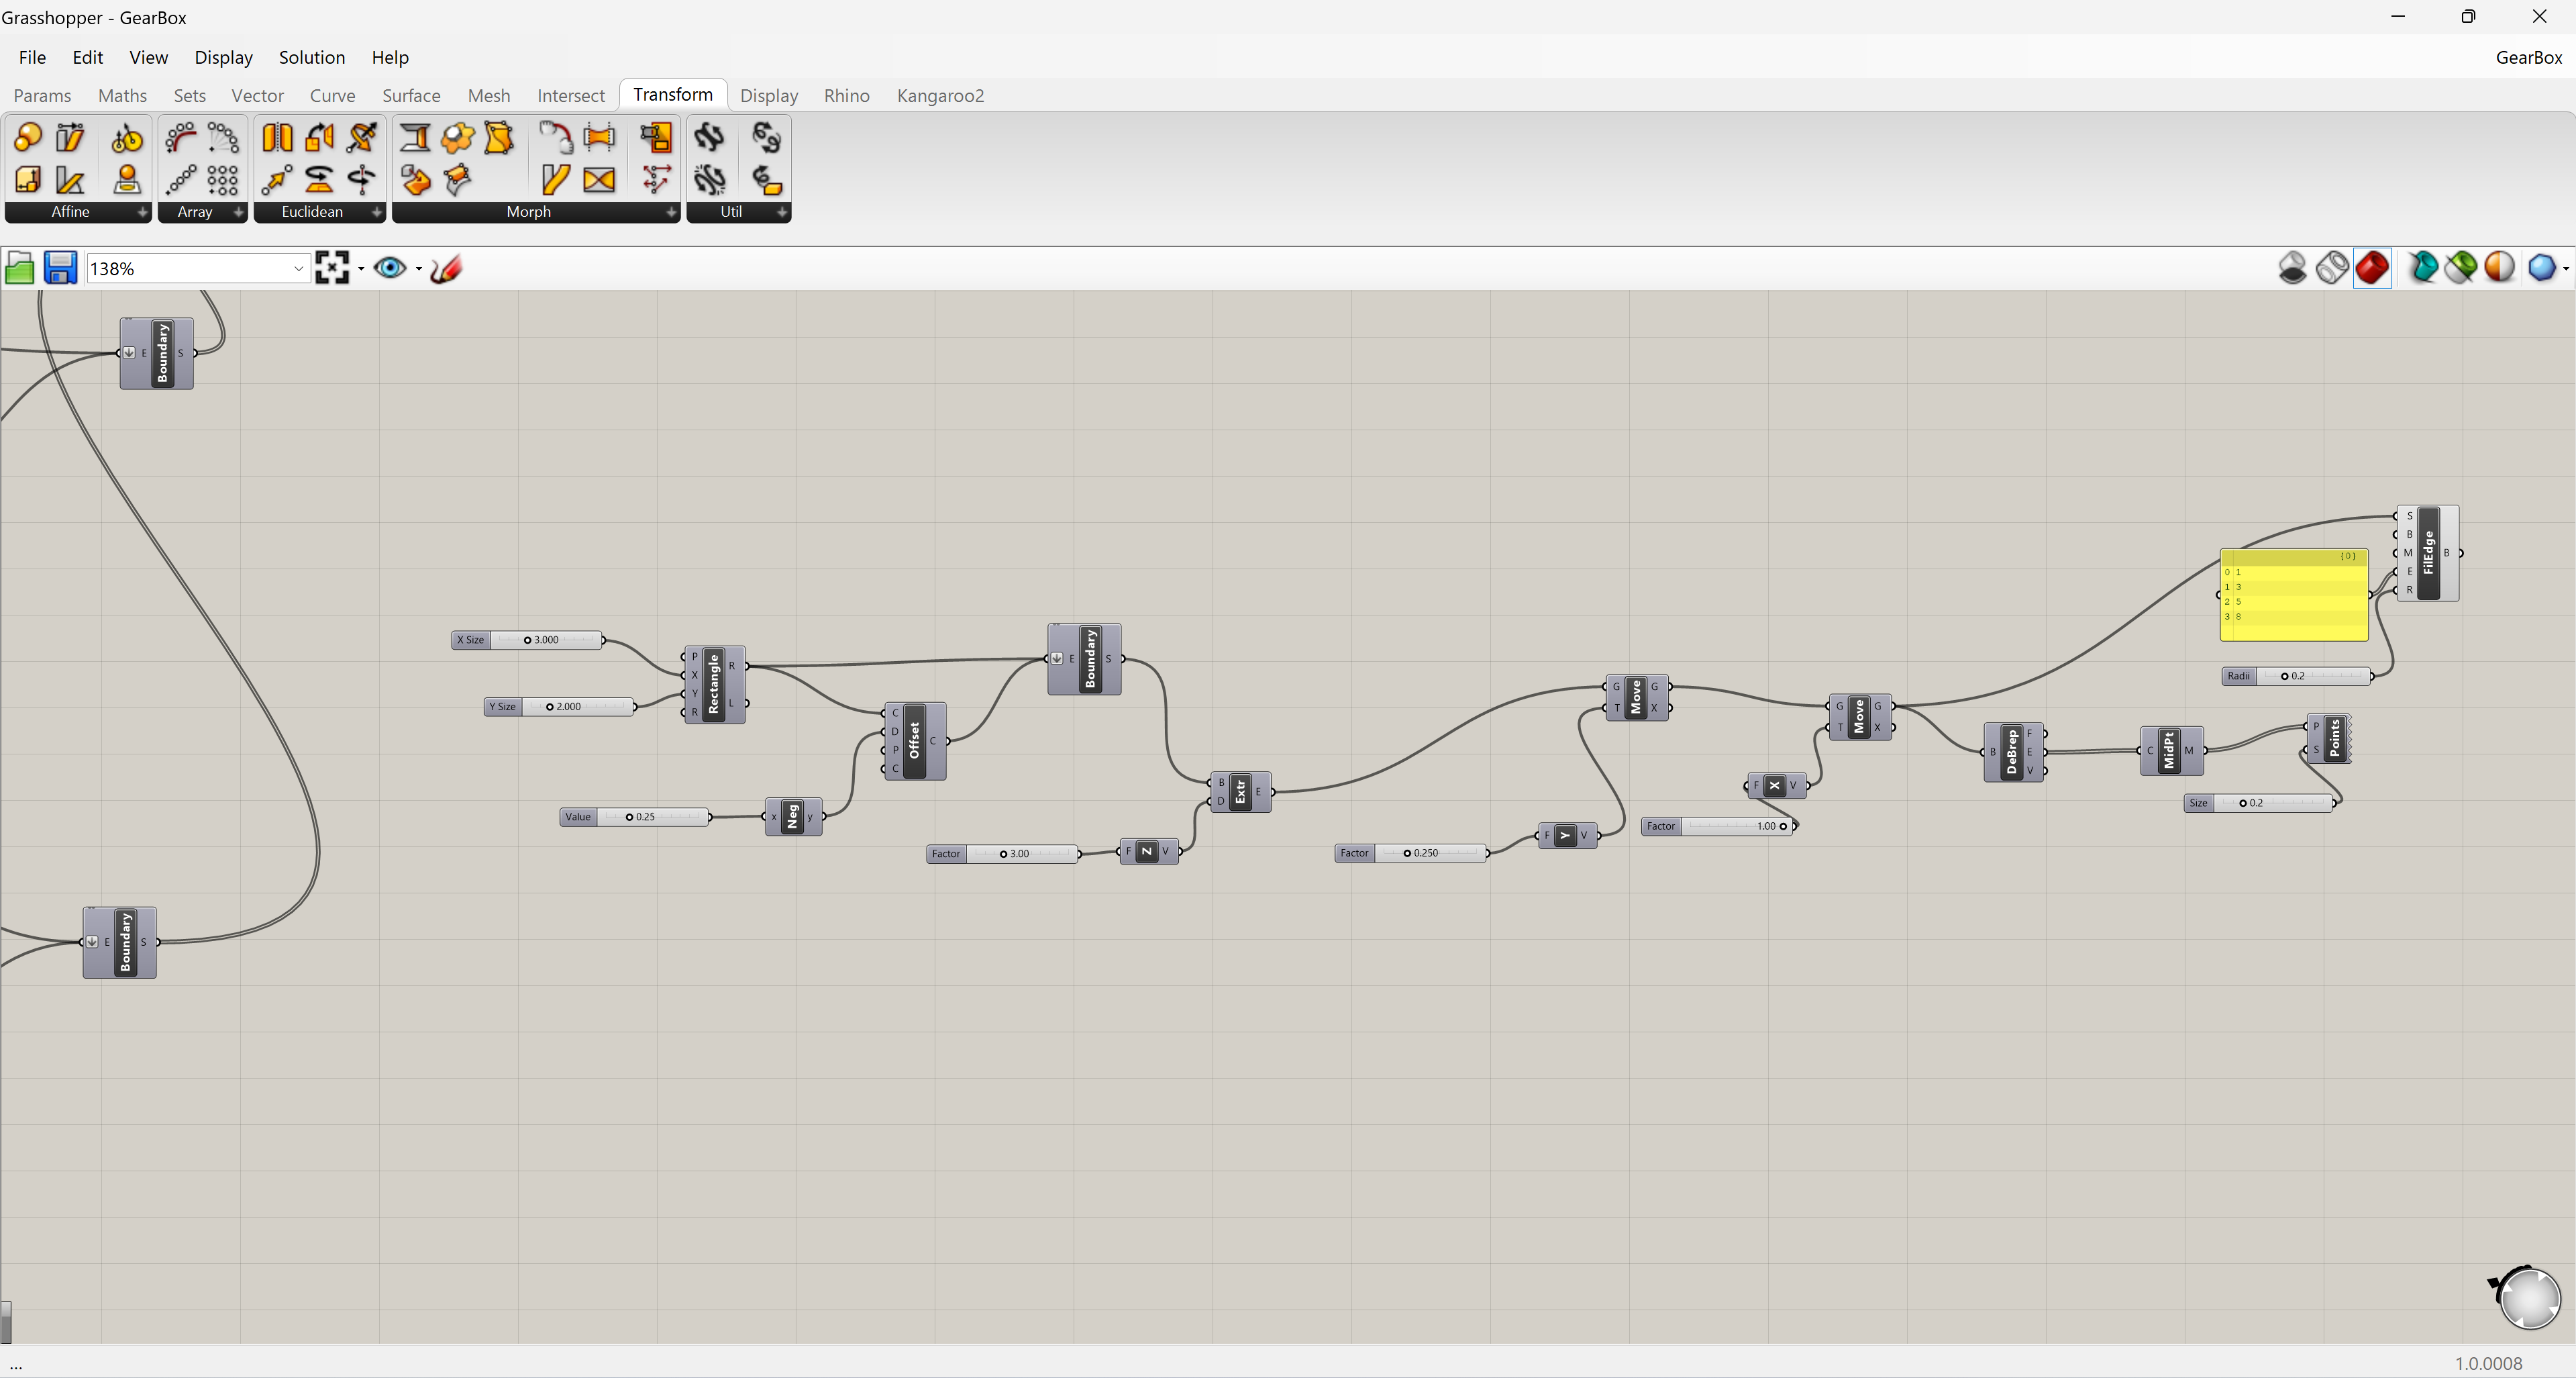 Grasshopper - GearBox
File Edit View Display Solution Help GearBox
Params Maths Sets Vector Curve Surface Mesh Intersect Transform Display Rhino Kangaroo2
Affine Array Euclidean Morph Util
138%
E Boundary S
S B M E R FilEdge B
{0}
0 1
1 3
2 5
3 8
X Size 3.000
P X Y R Rectangle R L
E Boundary S
Radii 0.2
Y Size 2.000
C D P C Offset C
G T Move G X
G T Move G X
B DeBrep F E V
C MidPt M
P S Points
B D Extr E
F X V
Size 0.2
Value 0.25
x Neg y
Factor 1.00
Factor 3.00
F Z V
Factor 0.250
F Y V
E Boundary S
...
1.0.0008